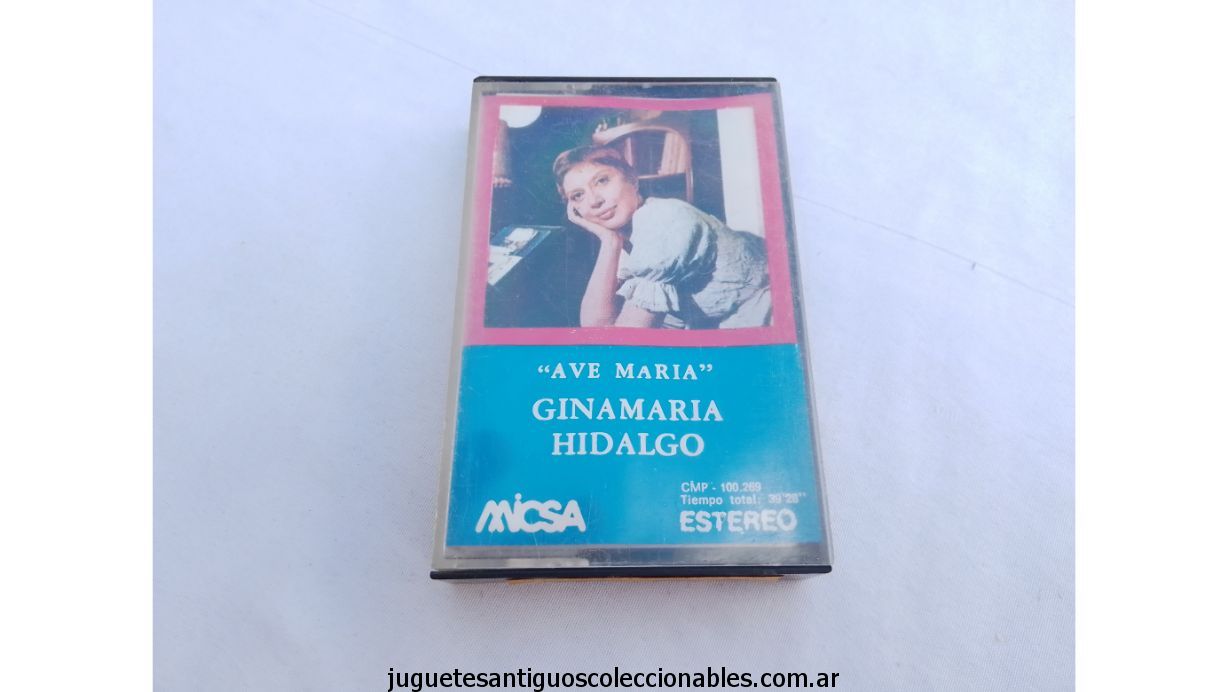 “AVE MARIA”
GINAMARIA
HIDALGO
CMP - 100.269
Tiempo total: 39'28''
MICSA
ESTEREO
juguetesantiguoscoleccionables.com.ar